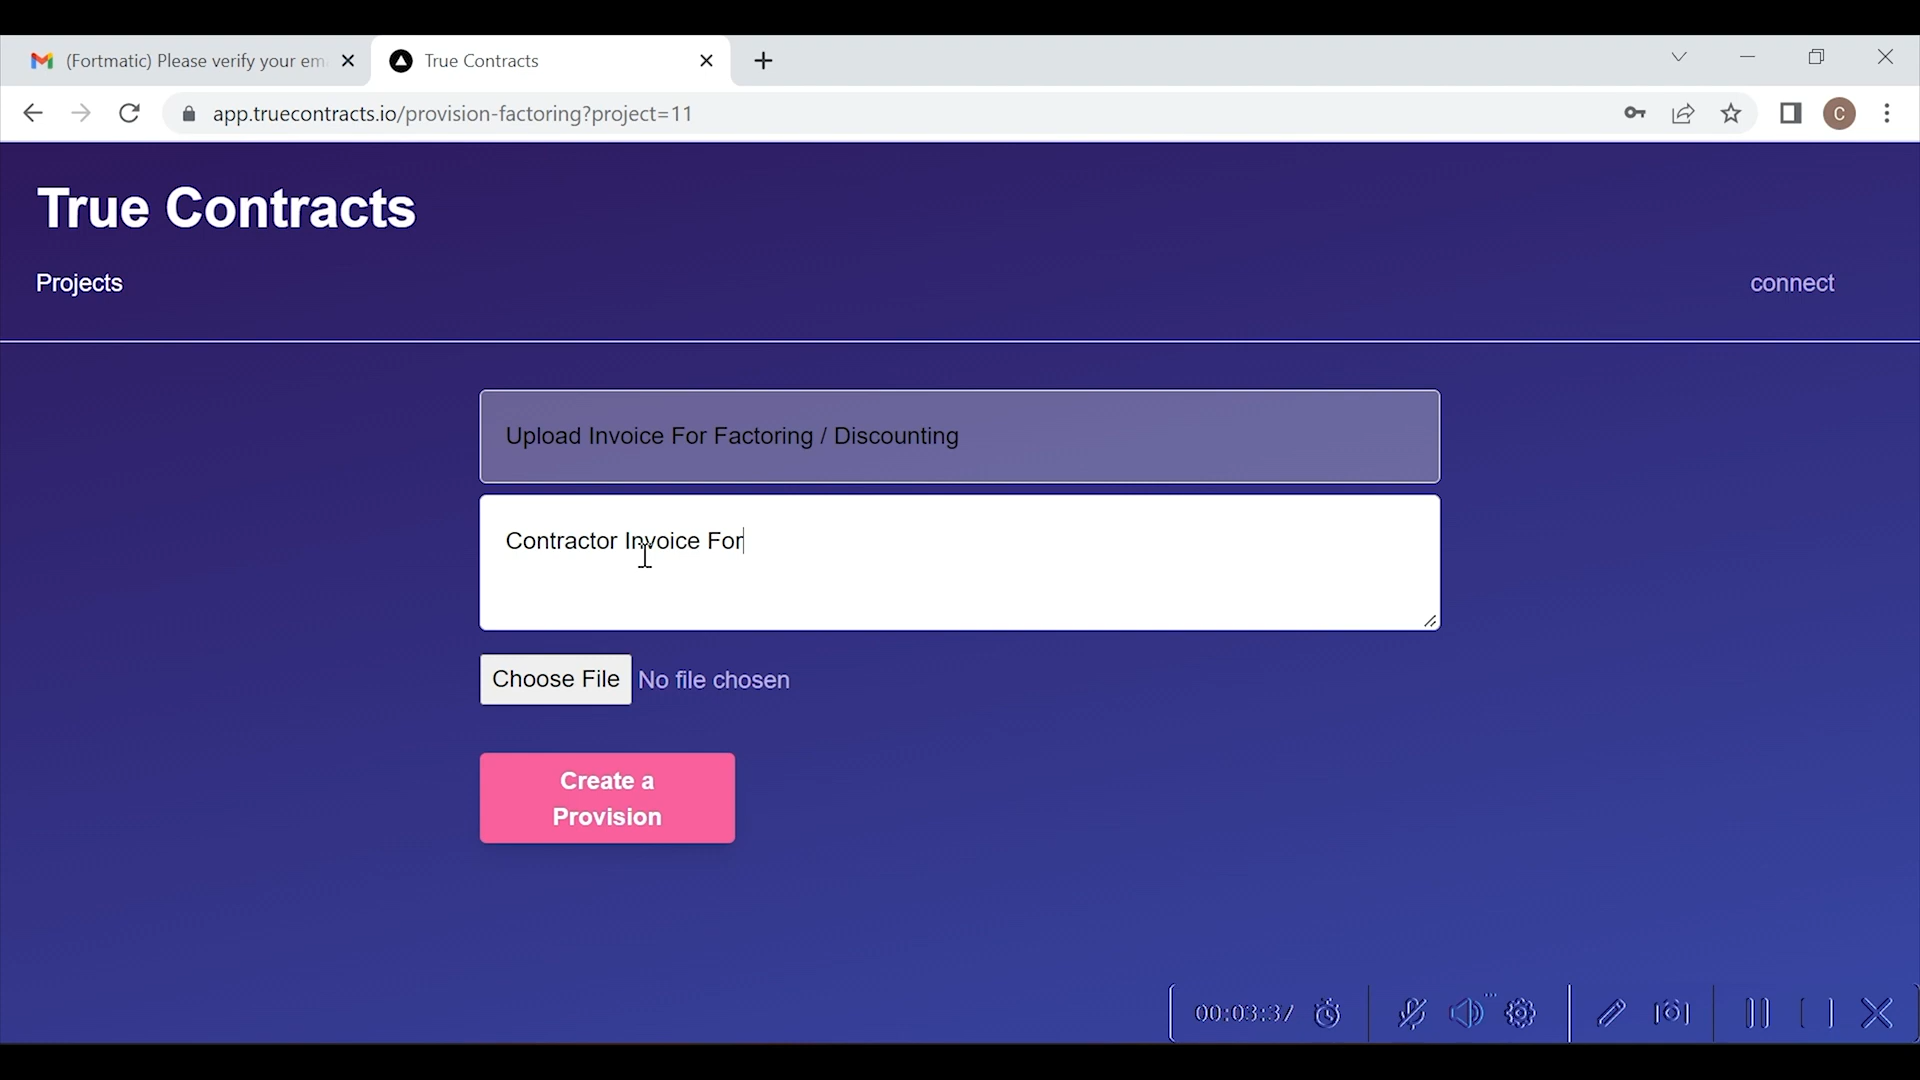 (Fortmatic) Please verify your em
True Contracts
app.truecontracts.io/provision-factoring?project=11
C
True Contracts
Projects
connect
Upload Invoice For Factoring / Discounting
Contractor Invoice For
Choose File No file chosen
Create a
Provision
00:03:37